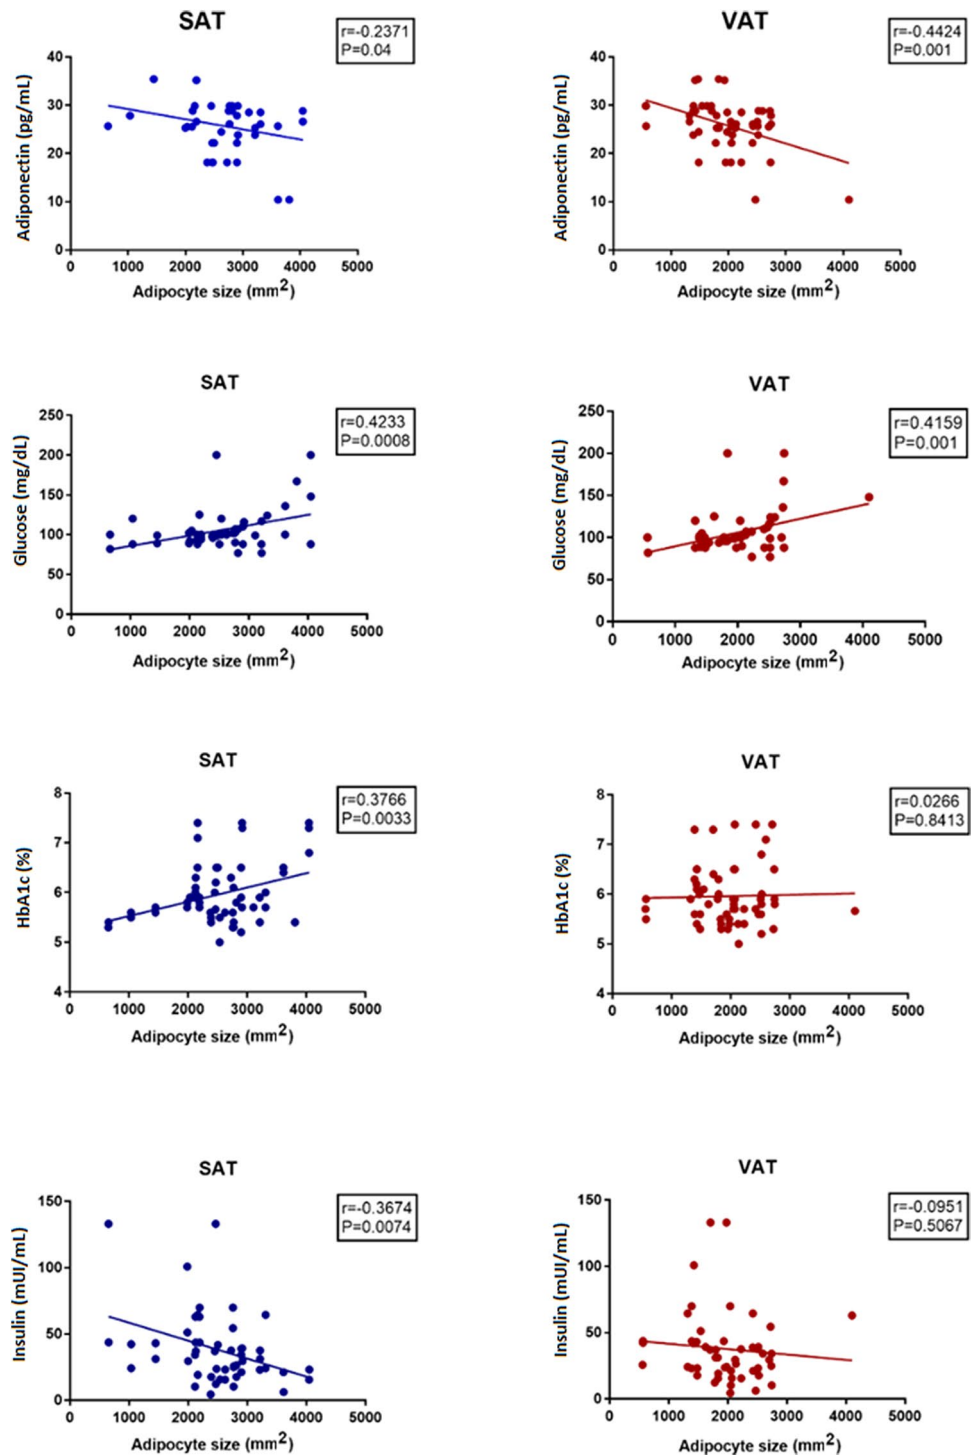 SAT
r=-0.2371
P=0.04
Adiponectin (pg/mL)
40
30
20
10
0
0 1000 2000 3000 4000 5000
Adipocyte size (mm2)
VAT
r=-0.4424
P=0.001
Adiponectin (pg/mL)
40
30
20
10
0
0 1000 2000 3000 4000 5000
Adipocyte size (mm2)
SAT
r=0.4233
P=0.0008
Glucose (mg/dL)
250
200
150
100
50
0
0 1000 2000 3000 4000 5000
Adipocyte size (mm2)
VAT
r=0.4159
P=0.001
Glucose (mg/dL)
250
200
150
100
50
0
0 1000 2000 3000 4000 5000
Adipocyte size (mm2)
SAT
r=0.3766
P=0.0033
HbA1c (%)
8
7
6
5
4
0 1000 2000 3000 4000 5000
Adipocyte size (mm2)
VAT
r=0.0266
P=0.8413
HbA1c (%)
8
7
6
5
4
0 1000 2000 3000 4000 5000
Adipocyte size (mm2)
SAT
r=-0.3674
P=0.0074
Insulin (mUI/mL)
150
100
50
0
0 1000 2000 3000 4000 5000
Adipocyte size (mm2)
VAT
r=-0.0951
P=0.5067
Insulin (mUI/mL)
150
100
50
0
0 1000 2000 3000 4000 5000
Adipocyte size (mm2)